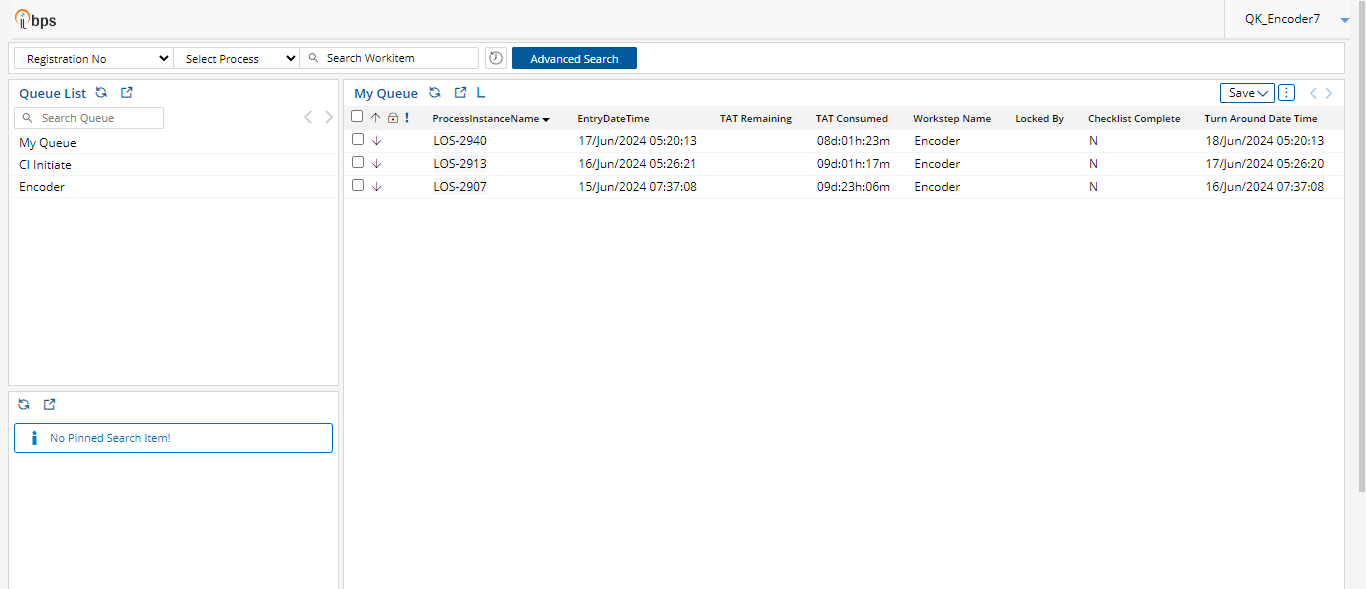 ibps
QK_Encoder7
Registration No Select Process Search Workitem Advanced Search
Queue List
Search Queue
My Queue
CI Initiate
Encoder
No Pinned Search Item!
My Queue L Save
ProcessInstanceName EntryDateTime TAT Remaining TAT Consumed Workstep Name Locked By Checklist Complete Turn Around Date Time
LOS-2940 17/Jun/2024 05:20:13 08d:01h:23m Encoder N 18/Jun/2024 05:20:13
LOS-2913 16/Jun/2024 05:26:21 09d:01h:17m Encoder N 17/Jun/2024 05:26:20
LOS-2907 15/Jun/2024 07:37:08 09d:23h:06m Encoder N 16/Jun/2024 07:37:08